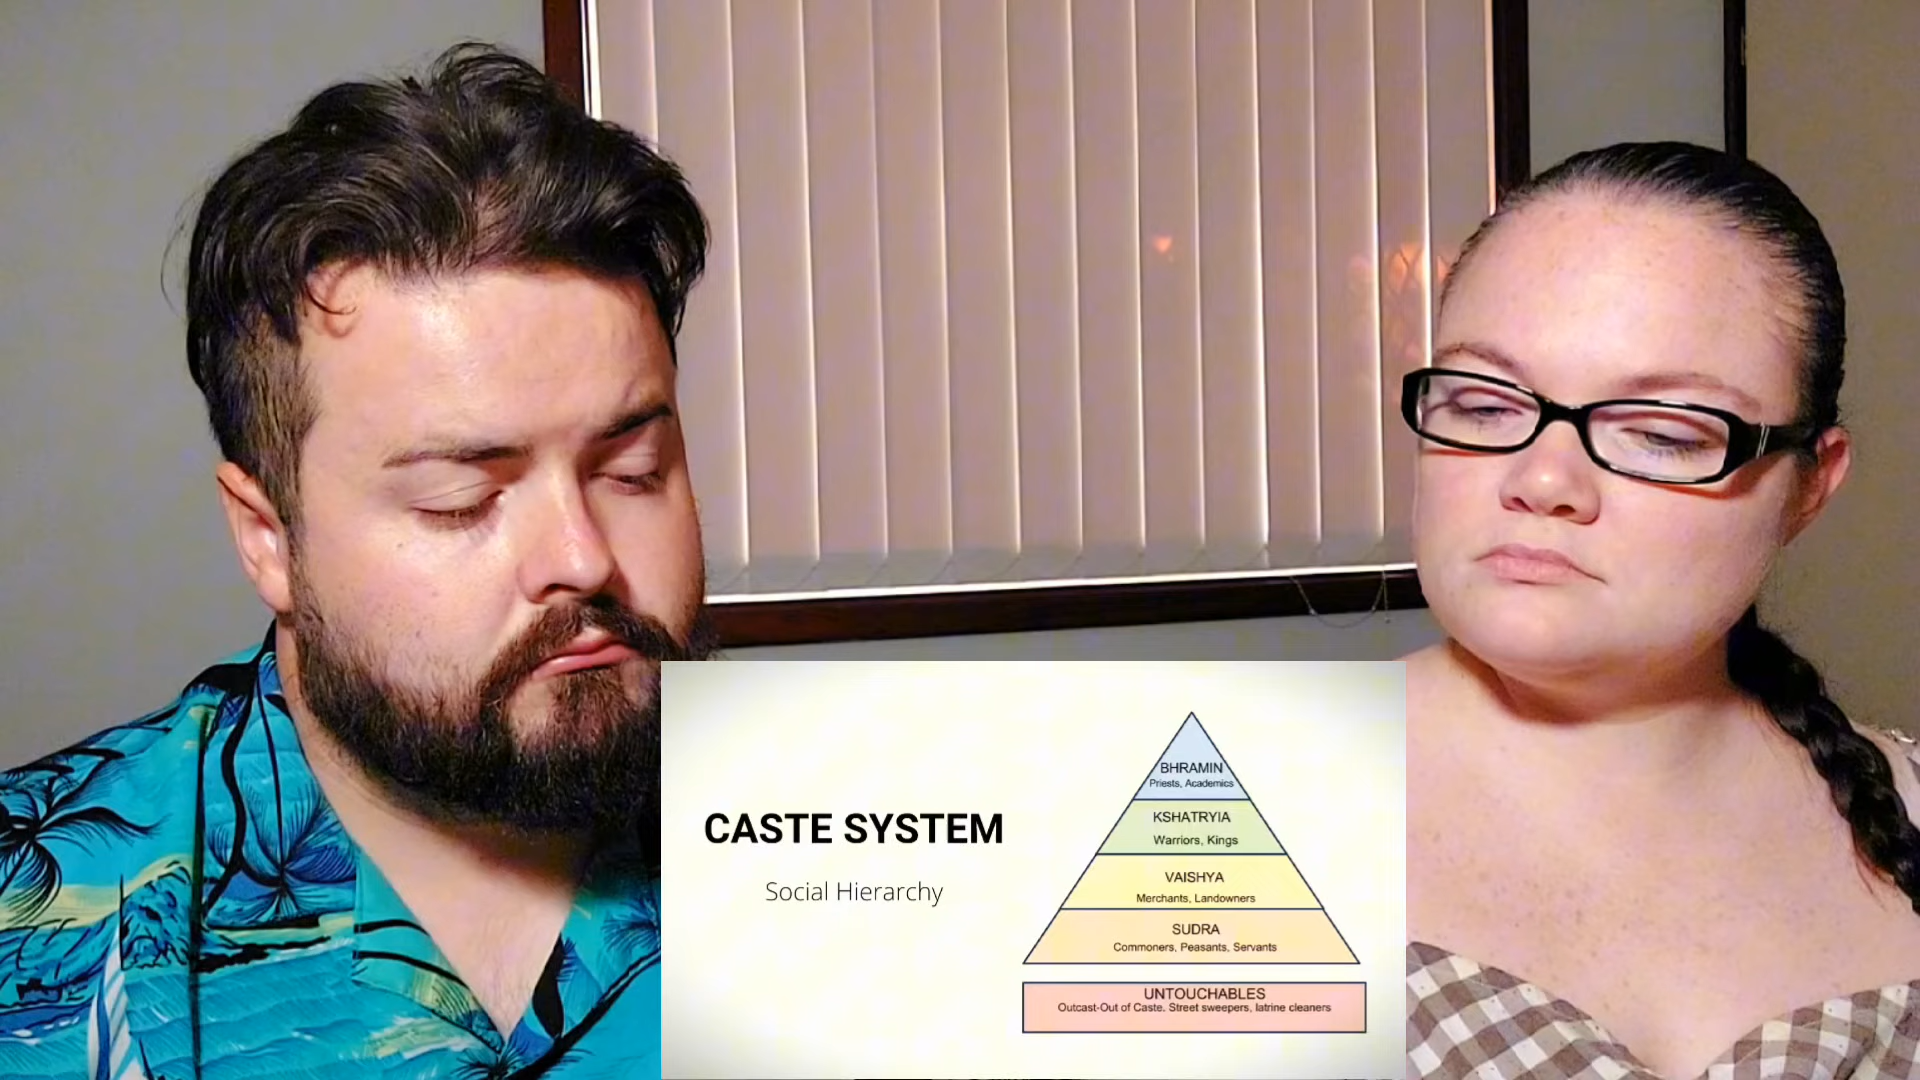 CASTE SYSTEM
Social Hierarchy
BHRAMIN
Priests, Academics
KSHATRYIA
Warriors, Kings
VAISHYA
Merchants, Landowners
SUDRA
Commoners, Peasants, Servants
UNTOUCHABLES
Outcast-Out of Caste, Street sweepers, latrine cleaners